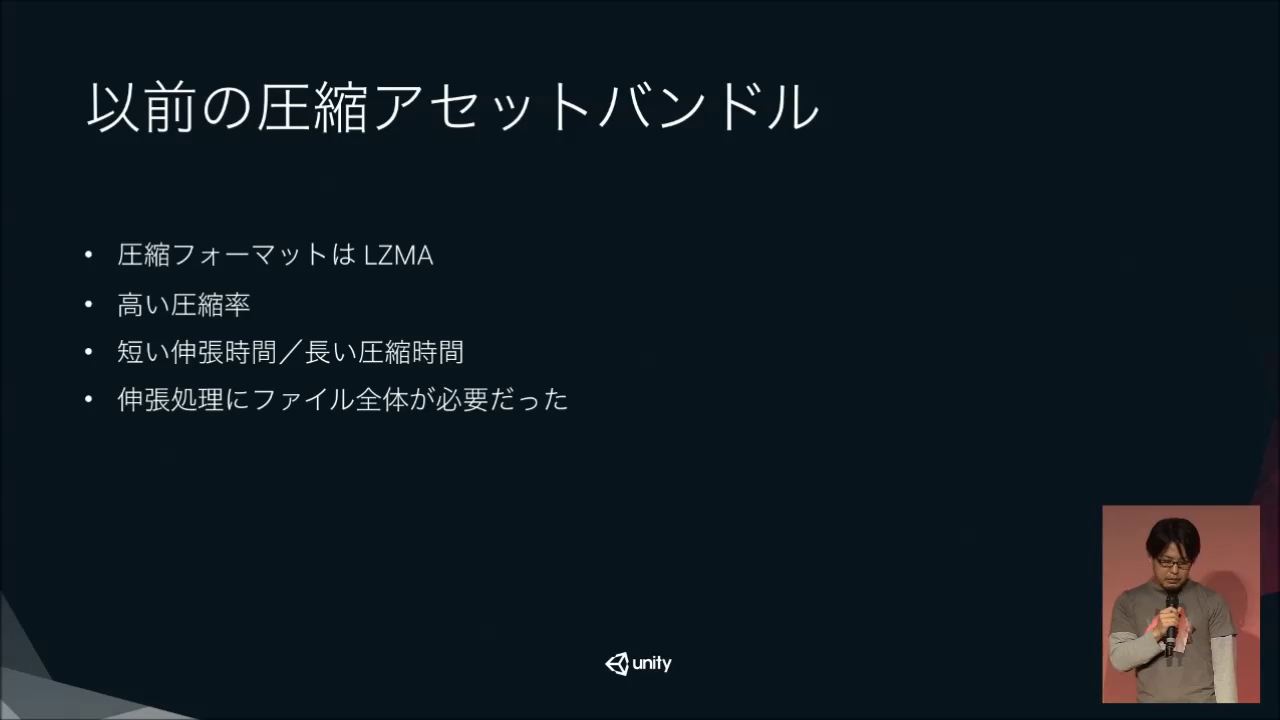 以前の圧縮アセットバンドル
• 圧縮フォーマットは LZMA
• 高い圧縮率
• 短い伸張時間／長い圧縮時間
• 伸張処理にファイル全体が必要だった
unity